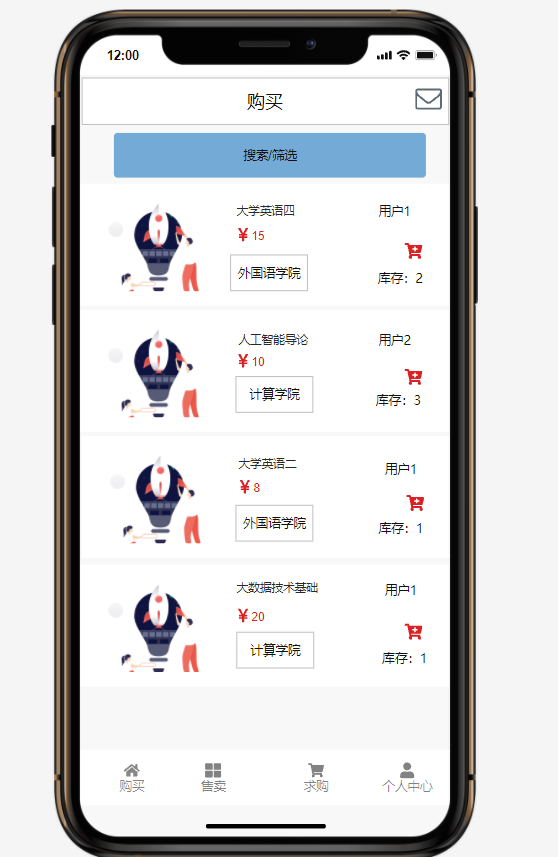 12:00
购买
搜索/筛选
大学英语四
用户1
¥ 15
外国语学院
库存：2
人工智能导论
用户2
¥ 10
计算学院
库存：3
大学英语二
用户1
¥ 8
外国语学院
库存：1
大数据技术基础
用户1
¥ 20
计算学院
库存：1
购买
售卖
求购
个人中心